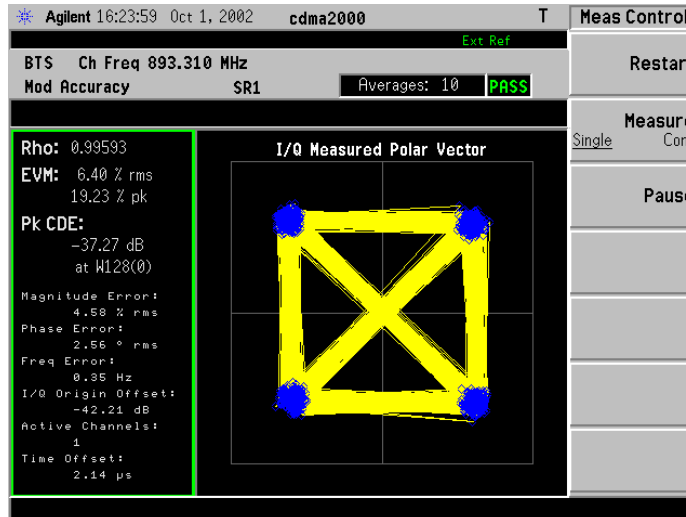 Agilent 16:23:59 Oct 1, 2002 cdma2000 T Meas Control
Ext Ref
BTS Ch Freq 893.310 MHz
Mod Accuracy SR1 Averages: 10 PASS
Restar
Measure
Single Con
Pause
Rho: 0.99593
EVM: 6.40 % rms
19.23 % pk
Pk CDE:
-37.27 dB
at W128(0)
Magnitude Error:
4.58 % rms
Phase Error:
2.56 ° rms
Freq Error:
0.35 Hz
I/Q Origin Offset:
-42.21 dB
Active Channels:
1
Time Offset:
2.14 µs
I/Q Measured Polar Vector